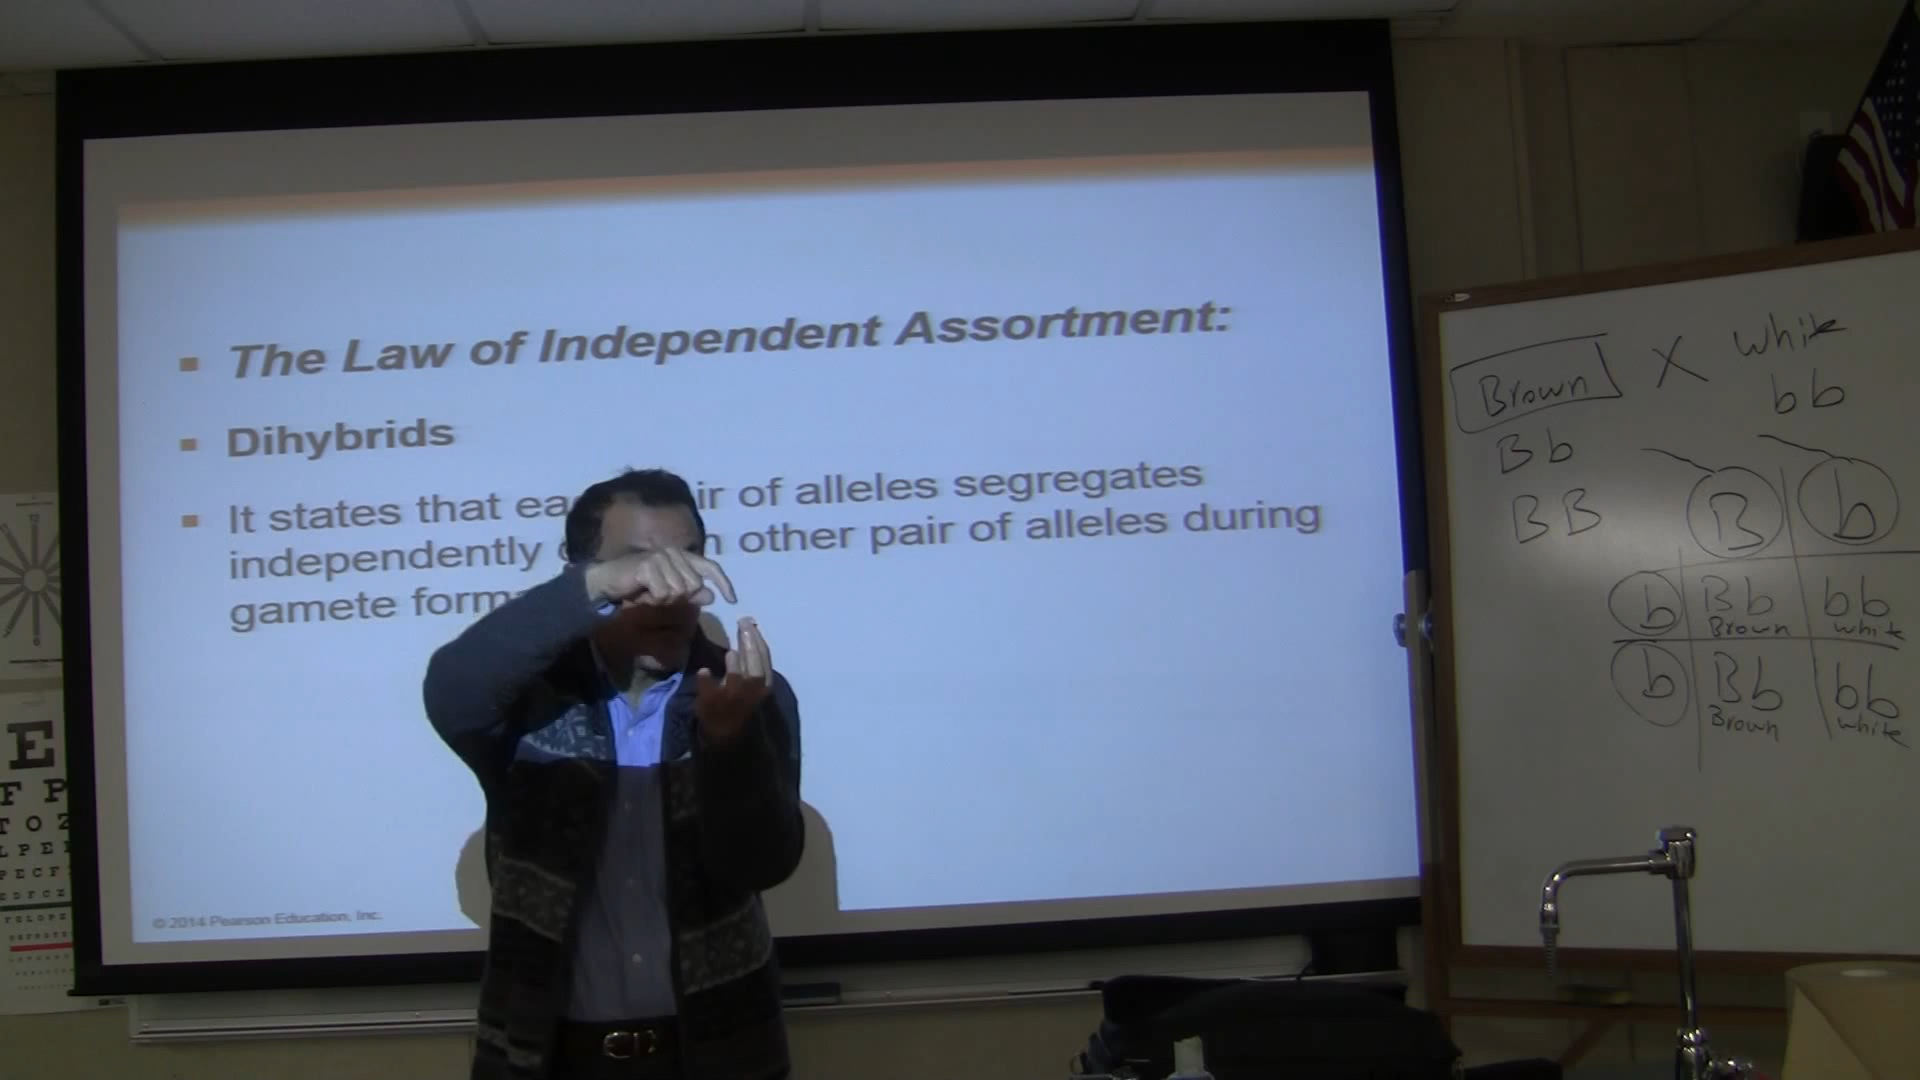 The Law of Independent Assortment:
Dihybrids
It states that ea ir of alleles segregates
independently other pair of alleles during
gamete form
© 2014 Pearson Education, Inc.
Brown X white
Bb bb
BB
B b
b Bb bb
Brown white
b Bb bb
Brown white
E
F P
T O Z
L P E
P E C F
E D F C Z
F E L O P Z